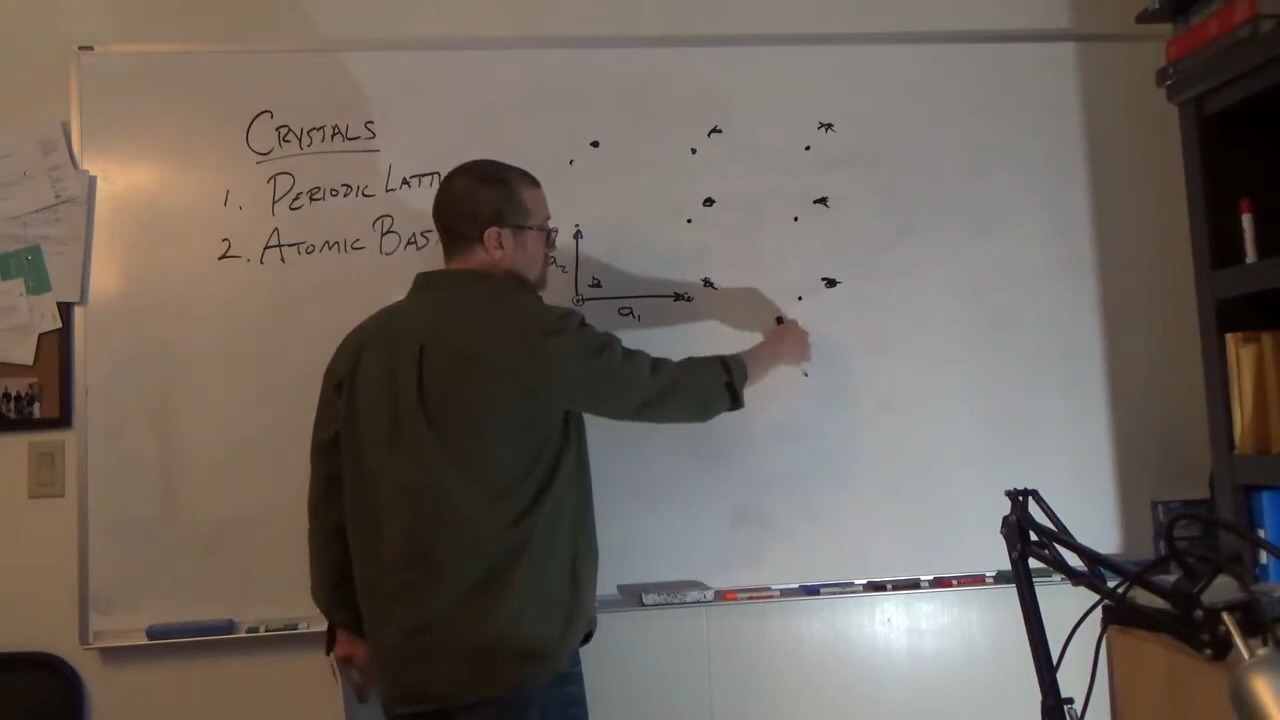 CRYSTALS
1. PERIODIC LATT
2. ATOMIC BAS
a₂
a₁